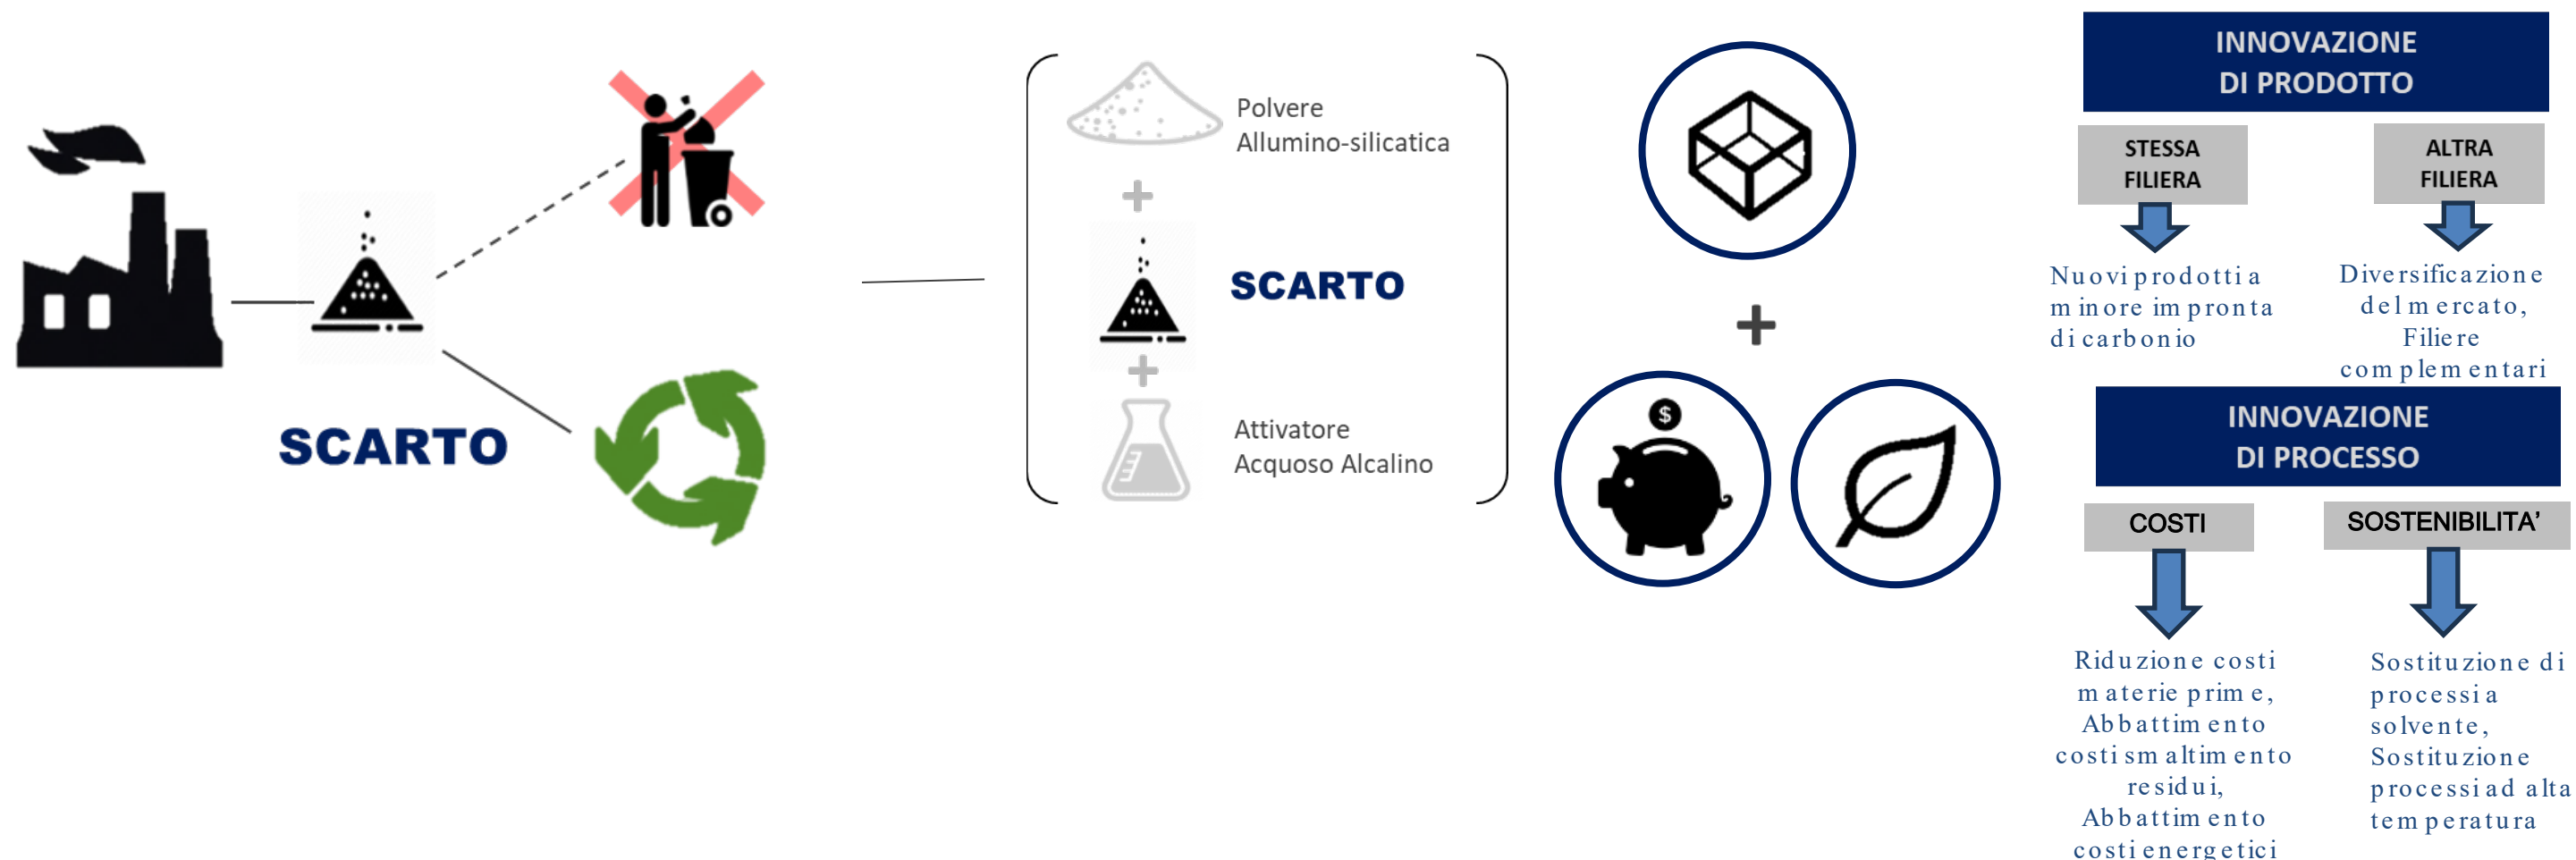 SCARTO
Polvere
Allumino-silicatica
+
SCARTO
+
Attivatore
Acquoso Alcalino
$
+
INNOVAZIONE
DI PRODOTTO
STESSA
FILIERA
Nuovi prodotti a
minore impronta
di carbonio
ALTRA
FILIERA
Diversificazione
del mercato,
Filiere
complementari
INNOVAZIONE
DI PROCESSO
COSTI
Riduzione costi
materie prime,
Abbattimento
costi smaltimento
residui,
Abbattimento
costi energetici
SOSTENIBILITA’
Sostituzione di
processi a
solvente,
Sostituzione
processi ad alta
temperatura